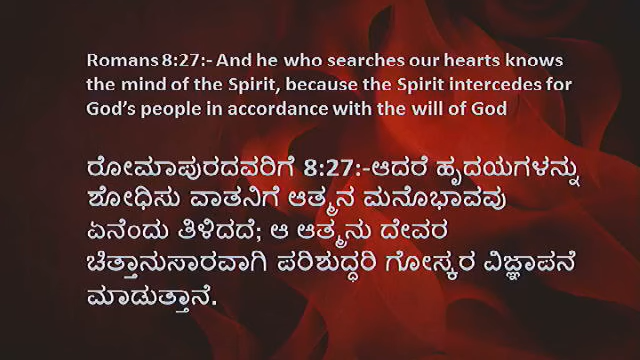 Romans 8:27:- And he who searches our hearts knows
the mind of the Spirit, because the Spirit intercedes for
God's people in accordance with the will of God
ರೋಮಾಪುರದವರಿಗೆ 8:27:-ಆದರೆ ಹೃದಯಗಳನ್ನು
ಶೋಧಿಸು ವಾತನಿಗೆ ಆತ್ಮನ ಮನೋಭಾವವು
ಏನೆಂದು ತಿಳಿದದೆ; ಆ ಆತ್ಮನು ದೇವರ
ಚಿತ್ತಾನುಸಾರವಾಗಿ ಪರಿಶುದ್ಧರಿ ಗೋಸ್ಕರ ವಿಜ್ಞಾಪನೆ
ಮಾಡುತ್ತಾನೆ.